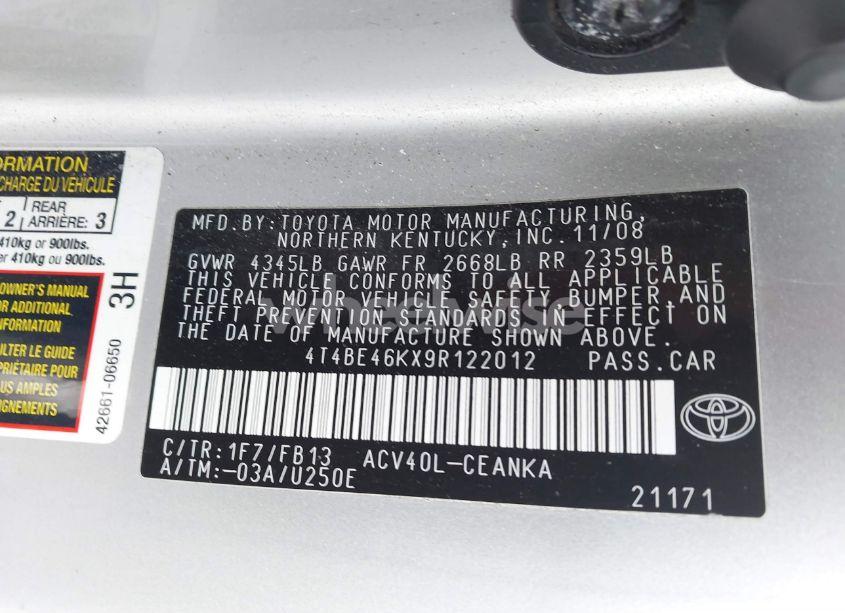 ORMATION
CHARGE DU VÉHICULE
2 REAR ARRIÈRE: 3
410kg or 900lbs.
er 410kg ou 900lbs.
OWNER'S MANUAL
OR ADDITIONAL
INFORMATION
ULTER LE GUIDE
OPRIÉTAIRE POUR
US AMPLES
IGNEMENTS
3H
42661-06650
MFD.BY:TOYOTA MOTOR MANUFACTURING,
NORTHERN KENTUCKY, INC. 11/08
GVWR 4345LB GAWR FR 2668LB RR 2359LB
THIS VEHICLE CONFORMS TO ALL APPLICABLE
FEDERAL MOTOR VEHICLE SAFETY BUMPER,AND
THEFT PREVENTION STANDARDS IN EFFECT ON
THE DATE OF MANUFACTURE SHOWN ABOVE.
4T4BE46KX9R122012 PASS.CAR
C/TR:1F7/FB13 ACV40L-CEANKA
A/TM:-03A/U250E
21171